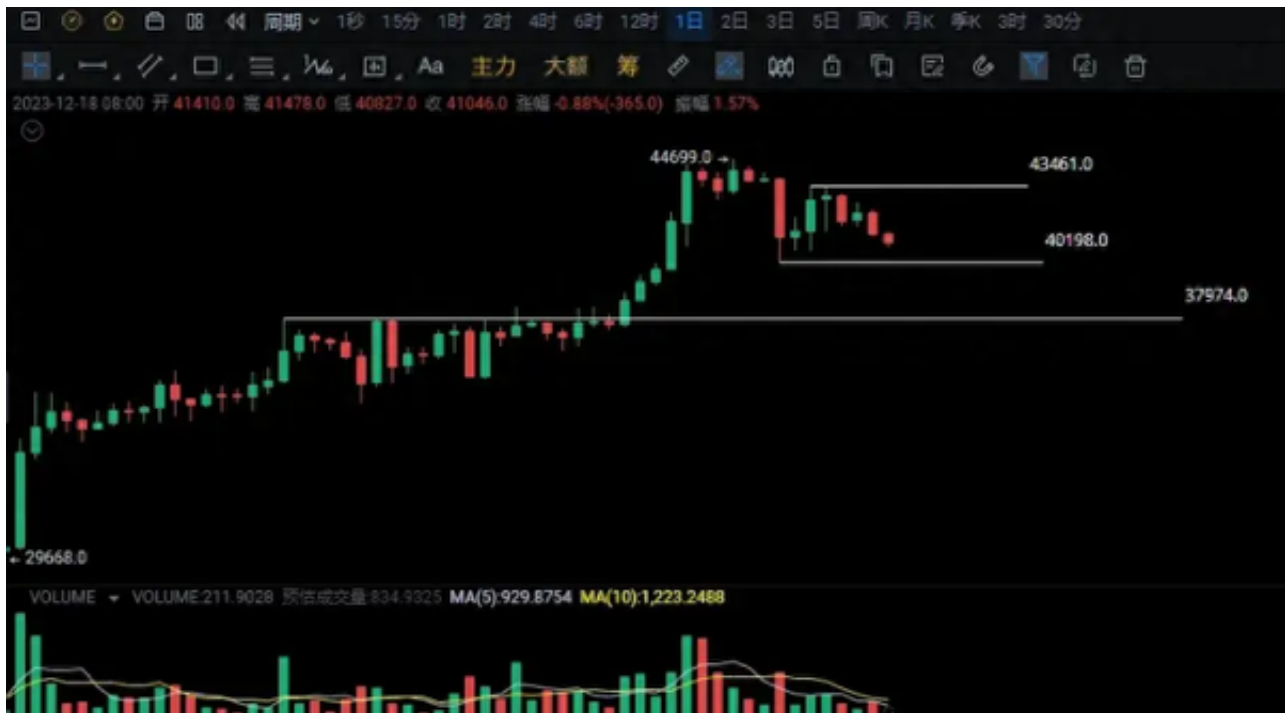 周期 1秒 15分 1时 2时 4时 6时 12时 1日 2日 3日 5日 周K 月K 季K 3时 30分
Aa 主力 大额 筹
2023-12-18 08:00 开 41410.0 高 41478.0 低 40827.0 收 41046.0 涨幅 -0.88%(-365.0) 振幅 1.57%
44699.0
43461.0
40198.0
37974.0
29668.0
VOLUME VOLUME:211.9028 预估成交量:834.9325 MA(5):929.8754 MA(10):1,223.2488